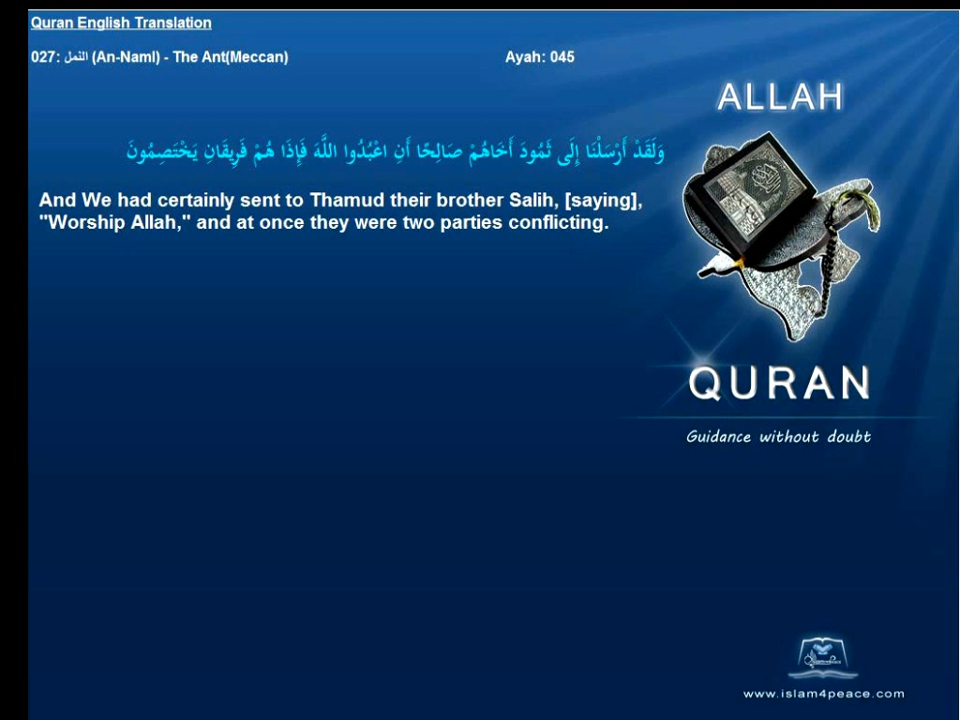 Quran English Translation
027: النمل (An-Naml) - The Ant(Meccan) Ayah: 045
ALLAH
وَلَقَدْ أَرْسَلْنَا إِلَى ثَمُودَ أَخَاهُمْ صَالِحًا أَنِ اعْبُدُوا اللَّهَ فَإِذَا هُمْ فَرِيقَانِ يَخْتَصِمُونَ
And We had certainly sent to Thamud their brother Salih, [saying],
"Worship Allah," and at once they were two parties conflicting.
QURAN
Guidance without doubt
www.islam4peace.com